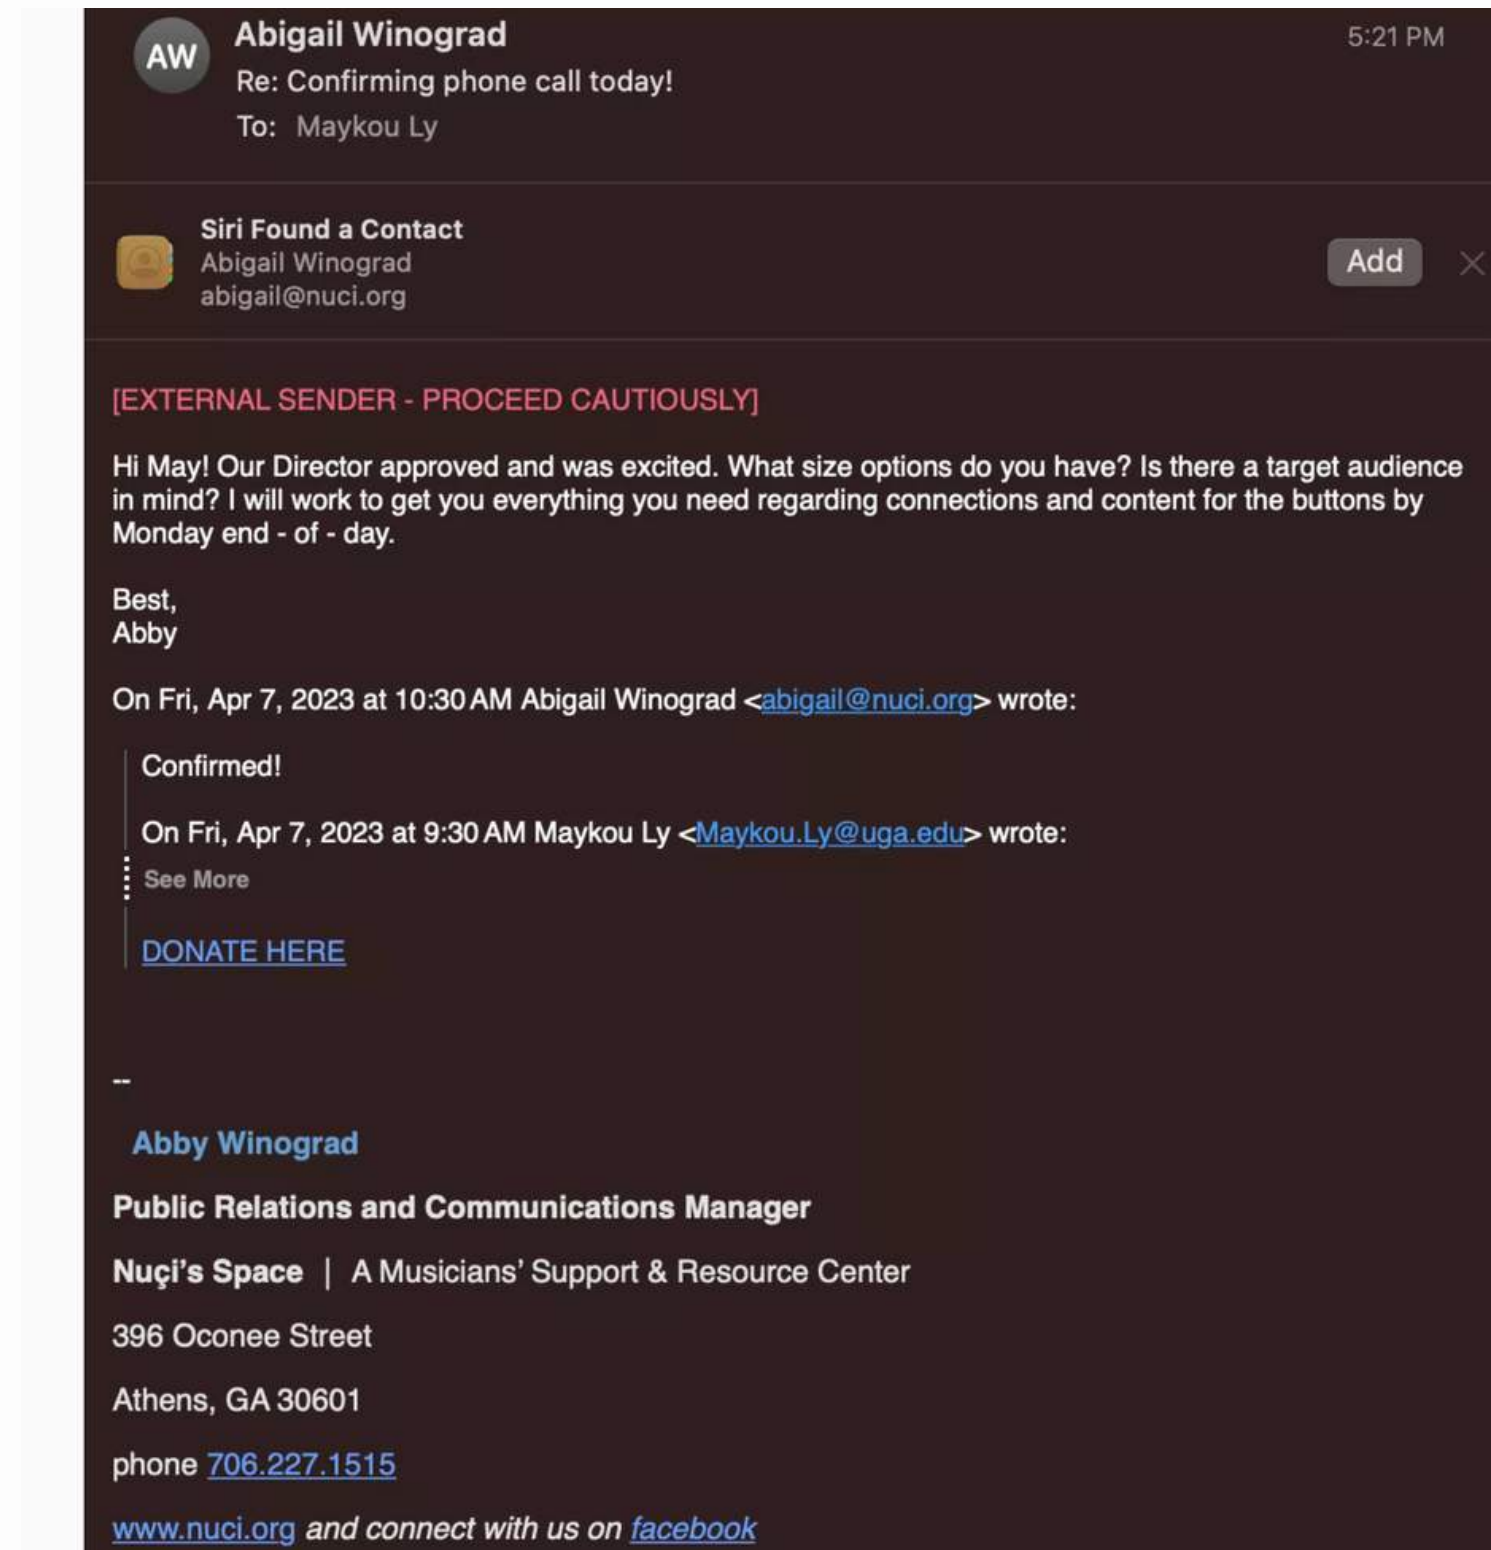 AW
Abigail Winograd
5:21 PM
Re: Confirming phone call today!
To: Maykou Ly
Siri Found a Contact
Abigail Winograd
abigail@nuci.org
Add
[EXTERNAL SENDER - PROCEED CAUTIOUSLY]
Hi May! Our Director approved and was excited. What size options do you have? Is there a target audience
in mind? I will work to get you everything you need regarding connections and content for the buttons by
Monday end - of - day.
Best,
Abby
On Fri, Apr 7, 2023 at 10:30 AM Abigail Winograd <abigail@nuci.org> wrote:
Confirmed!
On Fri, Apr 7, 2023 at 9:30 AM Maykou Ly <Maykou.Ly@uga.edu> wrote:
See More
DONATE HERE
--
Abby Winograd
Public Relations and Communications Manager
Nuçi’s Space | A Musicians’ Support & Resource Center
396 Oconee Street
Athens, GA 30601
phone 706.227.1515
www.nuci.org and connect with us on facebook